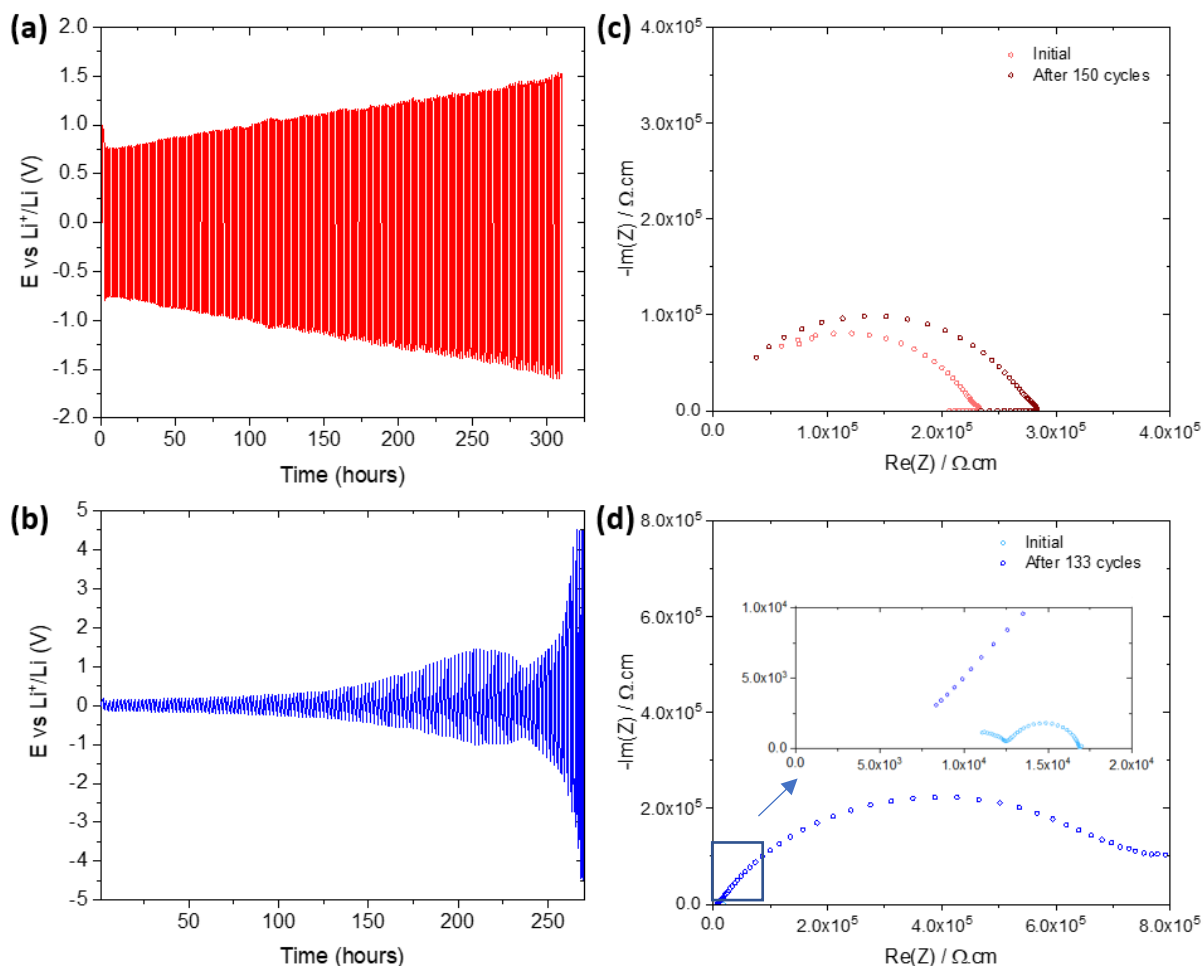 (a)
2.0
1.5
1.0
0.5
0.0
-0.5
-1.0
-1.5
-2.0
E vs Li⁺/Li (V)
0 50 100 150 200 250 300
Time (hours)
(c)
4.0x10⁵
3.0x10⁵
2.0x10⁵
1.0x10⁵
0.0
-Im(Z) / Ω.cm
Initial
After 150 cycles
0.0 1.0x10⁵ 2.0x10⁵ 3.0x10⁵ 4.0x10⁵
Re(Z) / Ω.cm
(b)
5
4
3
2
1
0
-1
-2
-3
-4
-5
E vs Li⁺/Li (V)
50 100 150 200 250
Time (hours)
(d)
8.0x10⁵
6.0x10⁵
4.0x10⁵
2.0x10⁵
0.0
-Im(Z) / Ω.cm
Initial
After 133 cycles
1.0x10⁴
5.0x10³
0.0
0.0 5.0x10³ 1.0x10⁴ 1.5x10⁴ 2.0x10⁴
0.0 2.0x10⁵ 4.0x10⁵ 6.0x10⁵ 8.0x10⁵
Re(Z) / Ω.cm